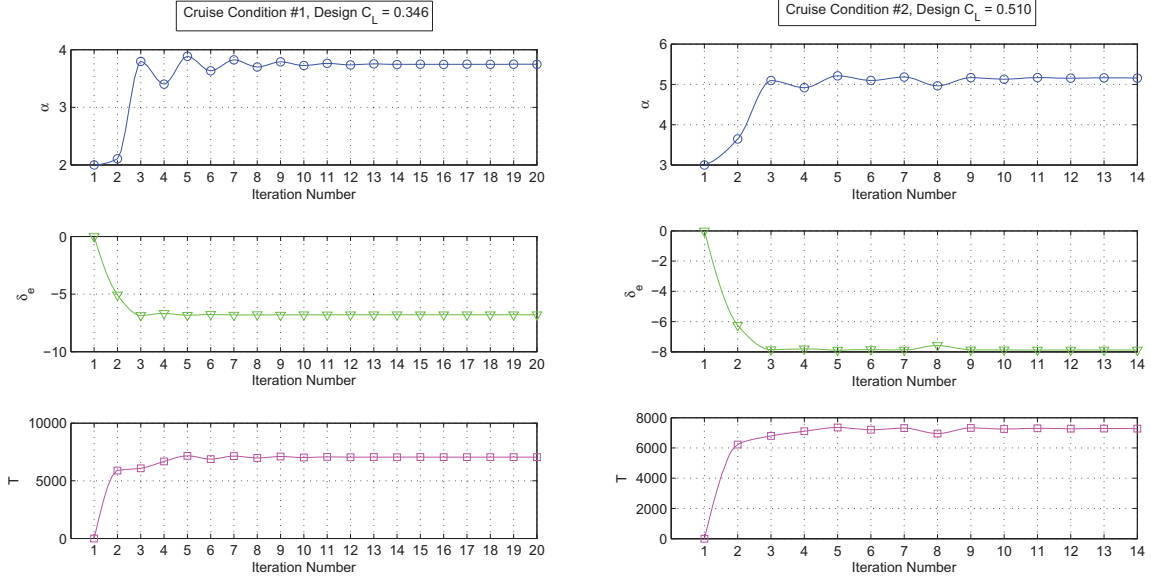 Cruise Condition #1, Design C_L = 0.346
4
3
2
α
1 2 3 4 5 6 7 8 9 10 11 12 13 14 15 16 17 18 19 20
Iteration Number
0
−5
−10
δ_e
1 2 3 4 5 6 7 8 9 10 11 12 13 14 15 16 17 18 19 20
Iteration Number
10000
5000
0
T
1 2 3 4 5 6 7 8 9 10 11 12 13 14 15 16 17 18 19 20
Iteration Number
Cruise Condition #2, Design C_L = 0.510
6
5
4
3
α
1 2 3 4 5 6 7 8 9 10 11 12 13 14
Iteration Number
0
−2
−4
−6
−8
δ_e
1 2 3 4 5 6 7 8 9 10 11 12 13 14
Iteration Number
8000
6000
4000
2000
0
T
1 2 3 4 5 6 7 8 9 10 11 12 13 14
Iteration Number